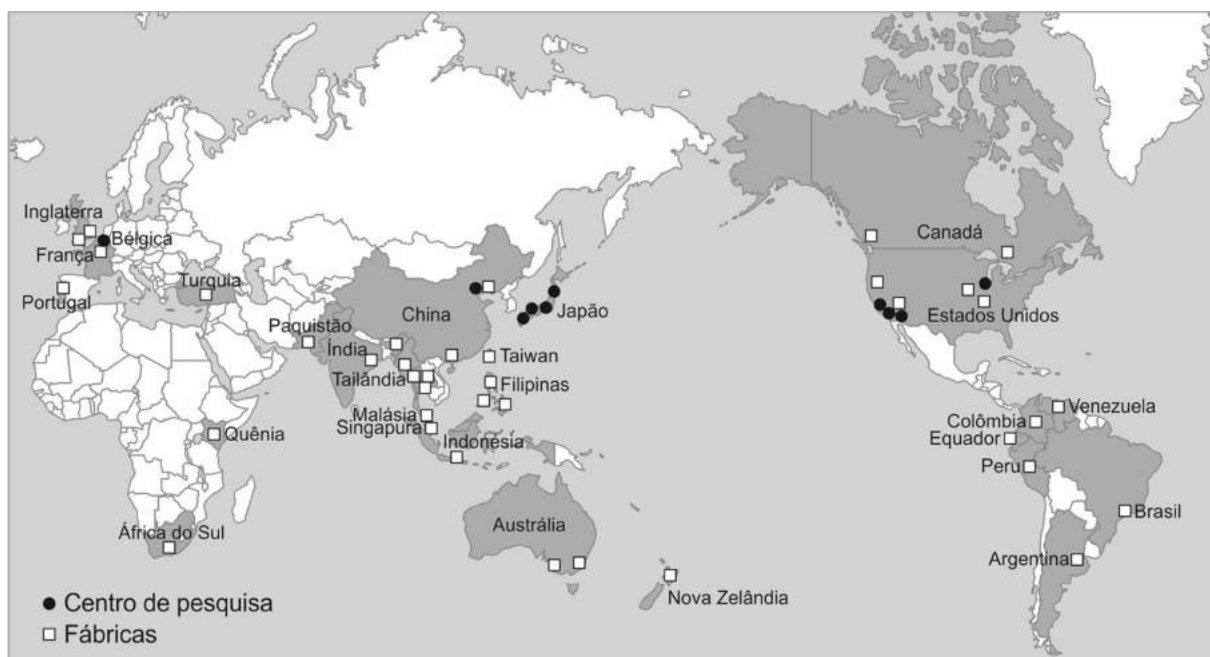 Inglaterra
Bélgica
França
Portugal
Turquia
Paquistão
Índia
China
Japão
Taiwan
Tailândia
Filipinas
Malásia
Singapura
Indonésia
Quênia
África do Sul
Austrália
Nova Zelândia
Canadá
Estados Unidos
Venezuela
Colômbia
Equador
Peru
Brasil
Argentina
Centro de pesquisa
Fábricas